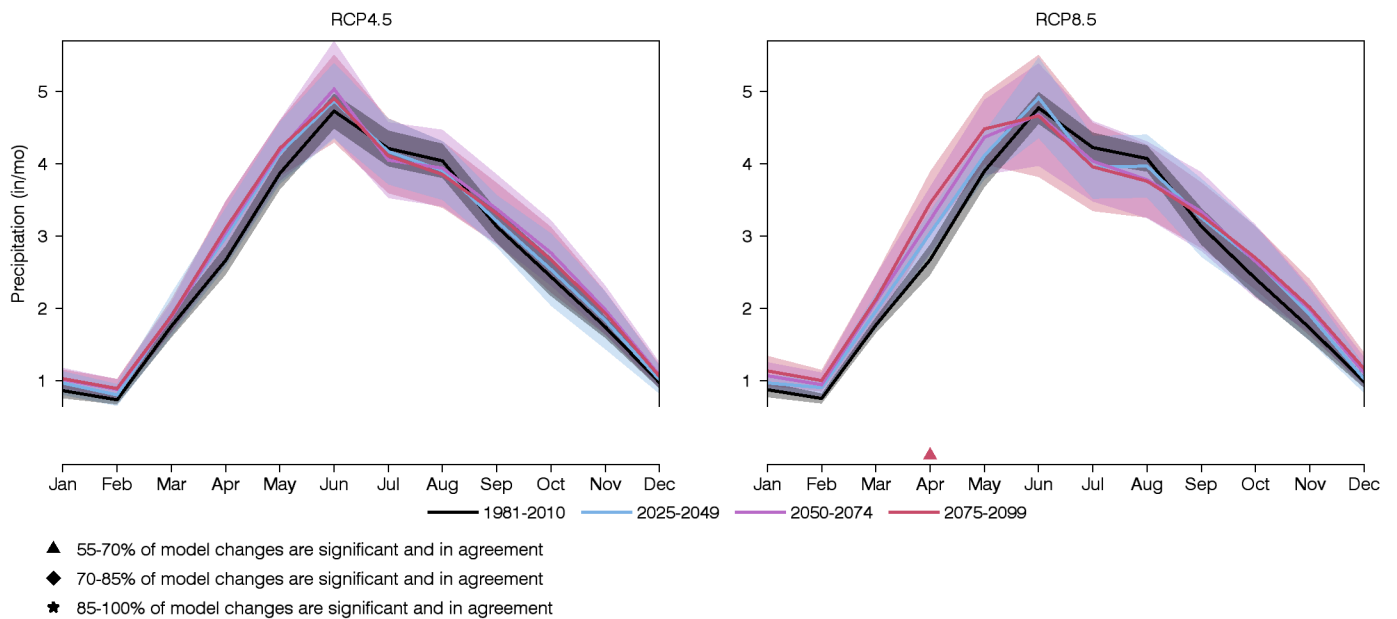 RCP4.5
RCP8.5
Precipitation (in/mo)
5
4
3
2
1
5
4
3
2
1
Jan Feb Mar Apr May Jun Jul Aug Sep Oct Nov Dec
Jan Feb Mar Apr May Jun Jul Aug Sep Oct Nov Dec
1981-2010 2025-2049 2050-2074 2075-2099
55-70% of model changes are significant and in agreement
70-85% of model changes are significant and in agreement
85-100% of model changes are significant and in agreement